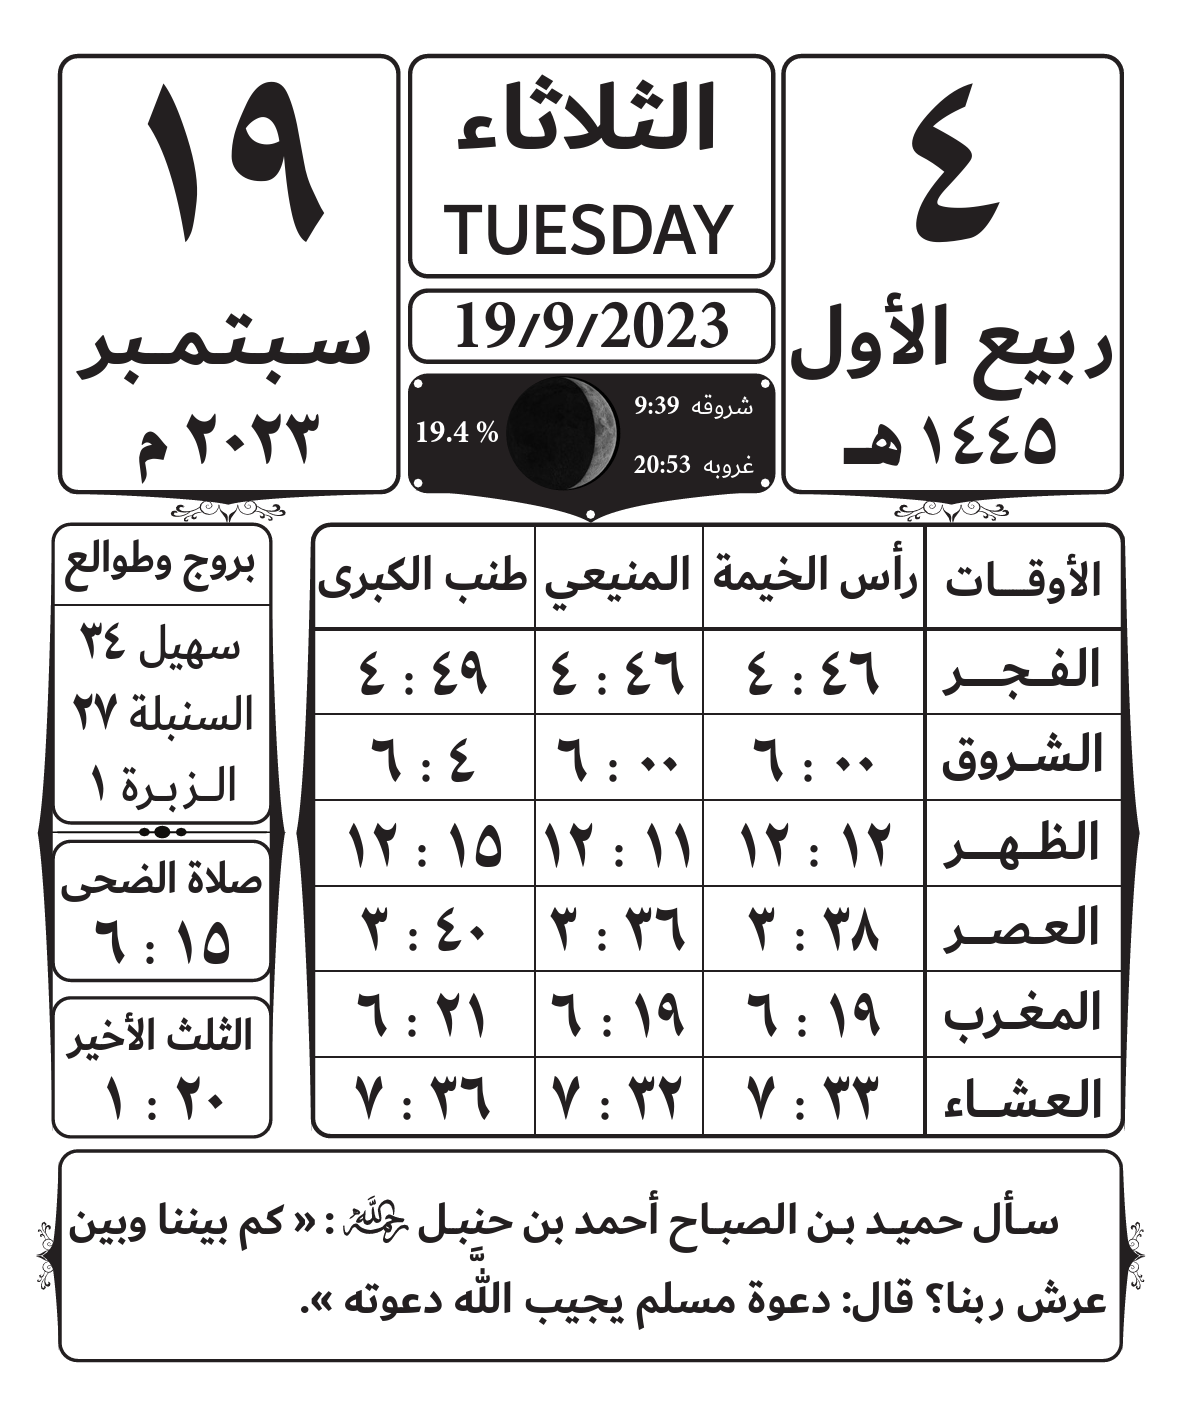 ٤
ربيع الأول
١٤٤٥ هـ
الثلاثاء
TUESDAY
19/9/2023
شروقه 9:39
19.4 %
غروبه 20:53
١٩
سبتمبر
٢٠٢٣ م
الأوقات رأس الخيمة المنيعي طنب الكبرى
الفجر ٤٦ : ٤ ٤٦ : ٤ ٤٩ : ٤
الشروق ٠٠ : ٦ ٠٠ : ٦ ٤ : ٦
الظهر ١٢ : ١٢ ١١ : ١٢ ١٥ : ١٢
العصر ٣٨ : ٣ ٣٦ : ٣ ٤٠ : ٣
المغرب ١٩ : ٦ ١٩ : ٦ ٢١ : ٦
العشاء ٣٣ : ٧ ٣٢ : ٧ ٣٦ : ٧
بروج وطوالع
سهيل ٣٤
السنبلة ٢٧
الزبرة ١
صلاة الضحى
١٥ : ٦
الثلث الأخير
٢٠ : ١
سأل حميد بن الصباح أحمد بن حنبل رحمه الله : « كم بيننا وبين
عرش ربنا؟ قال: دعوة مسلم يجيب اللَّه دعوته ».